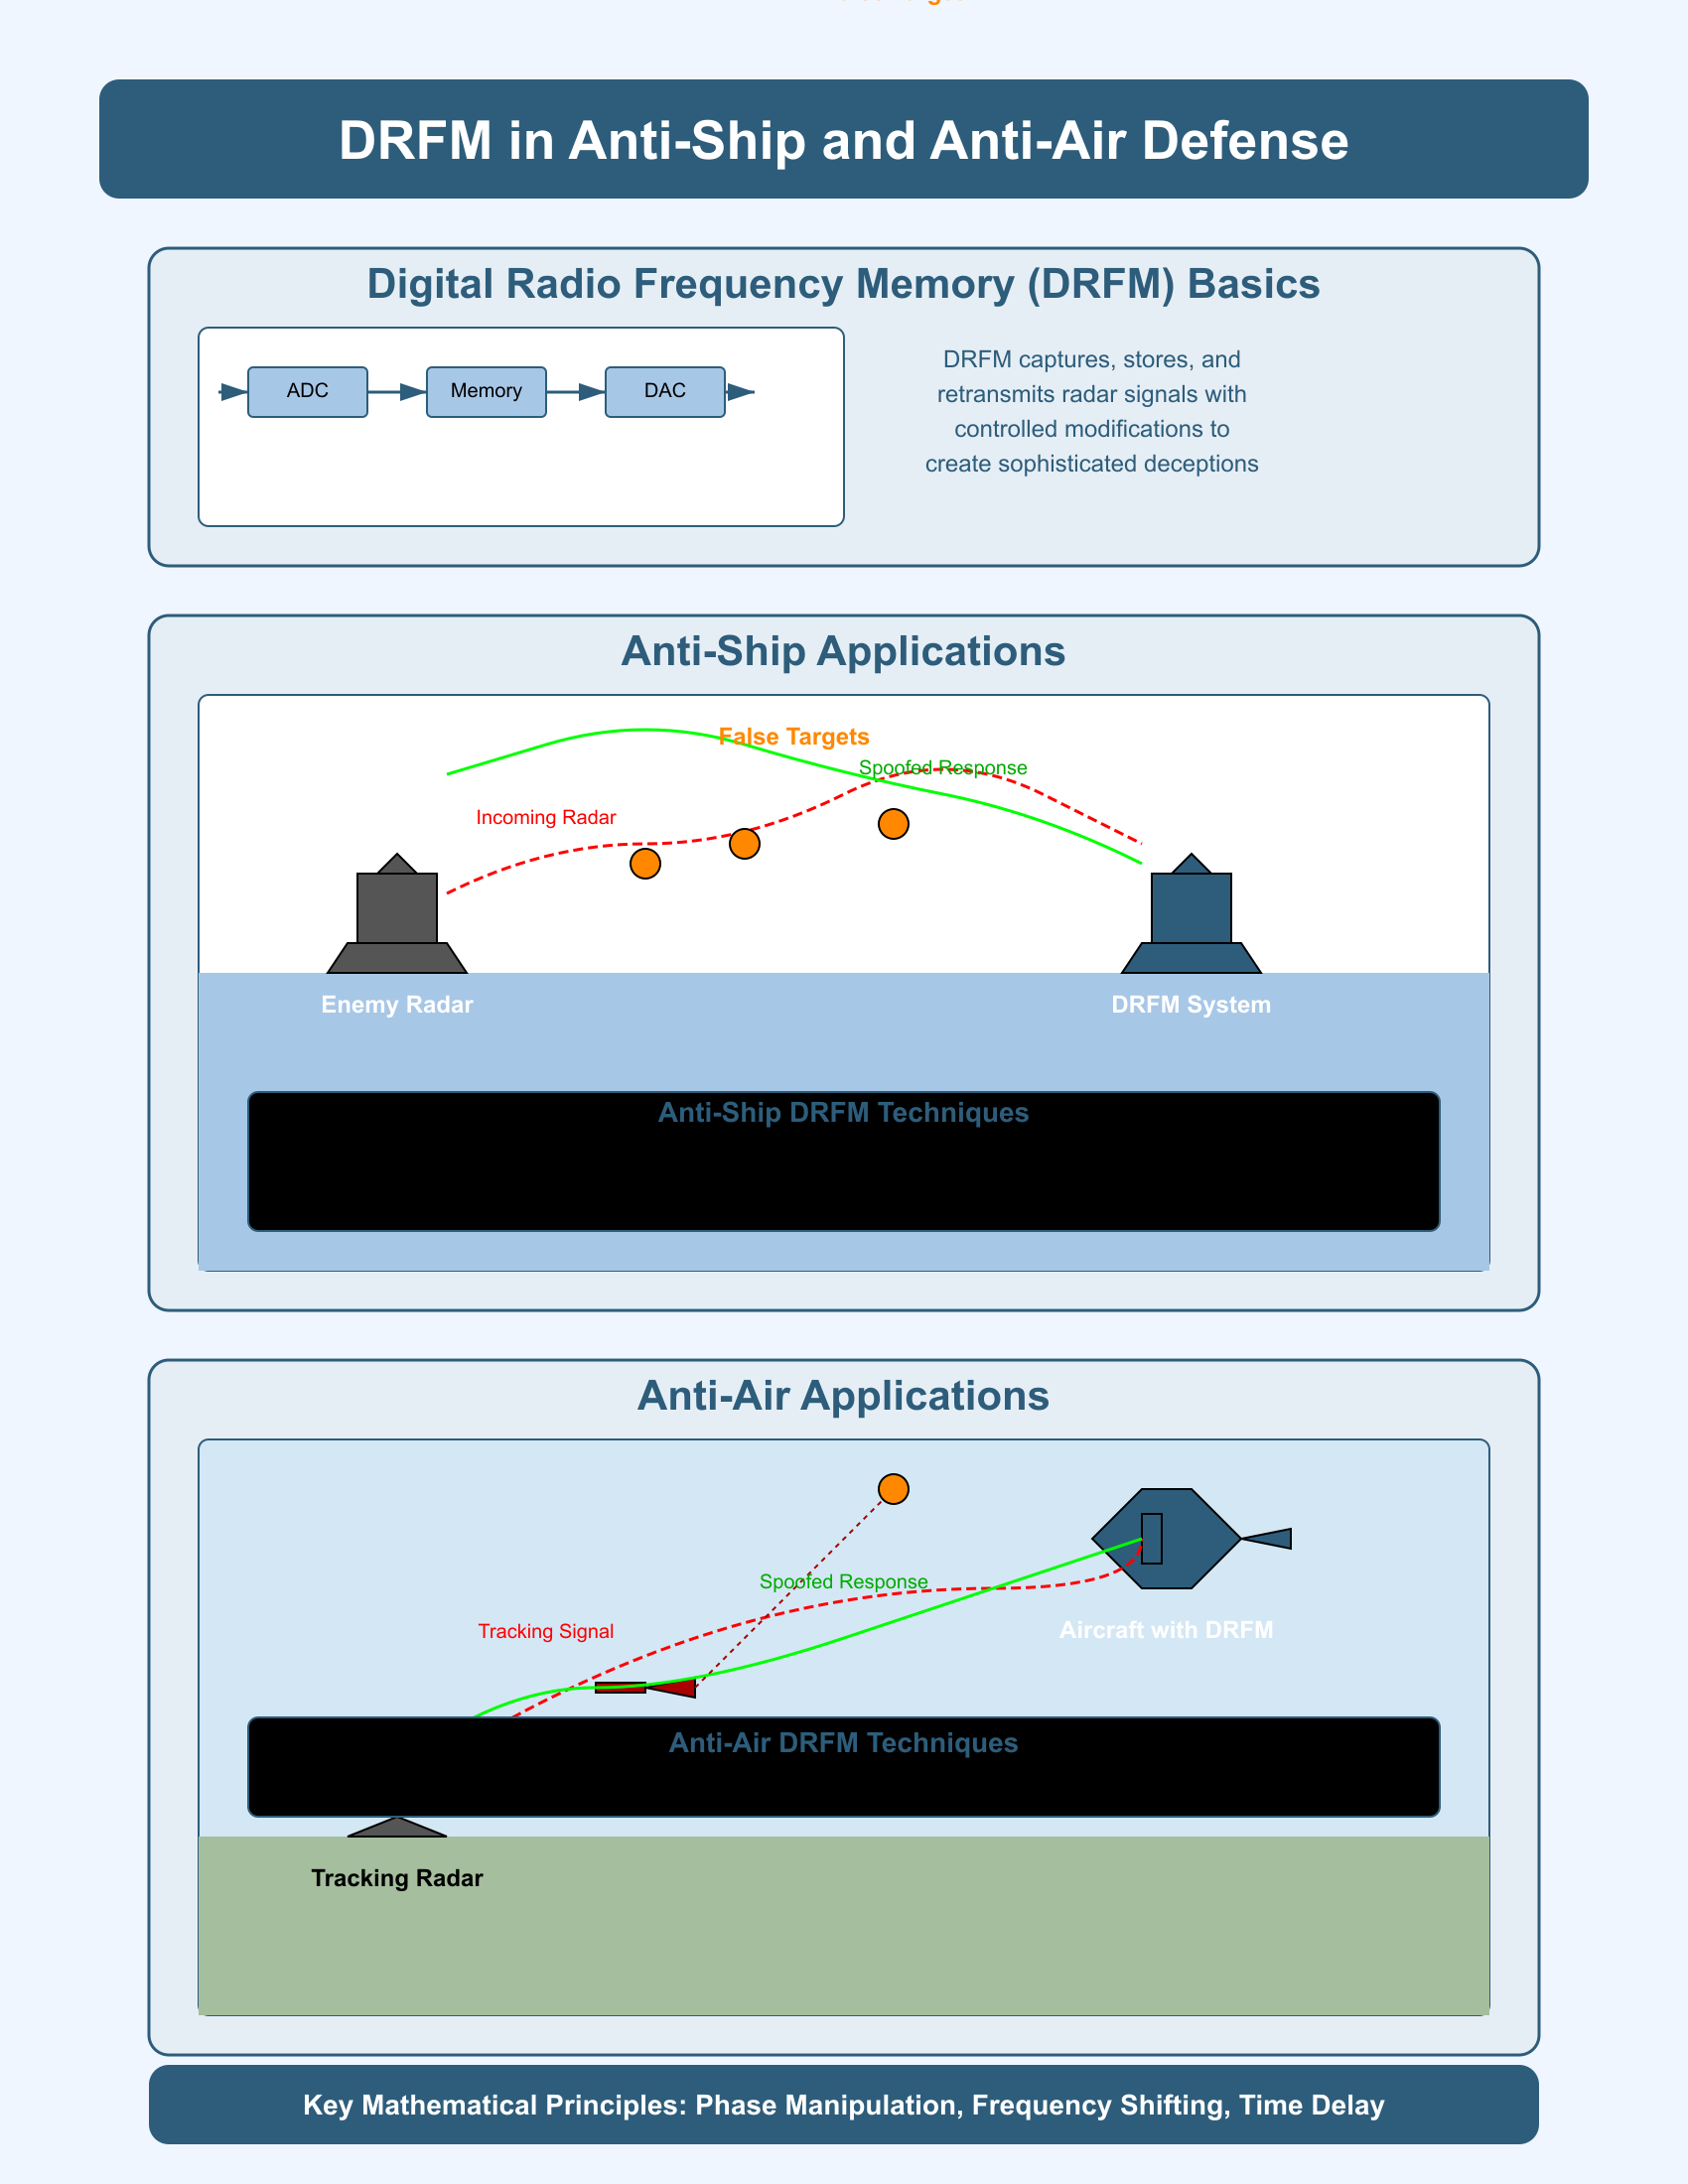 DRFM in Anti-Ship and Anti-Air Defense
Digital Radio Frequency Memory (DRFM) Basics
ADC
Memory
DAC
DRFM captures, stores, and
retransmits radar signals with
controlled modifications to
create sophisticated deceptions
Anti-Ship Applications
False Targets
Spoofed Response
Incoming Radar
Enemy Radar
DRFM System
Anti-Ship DRFM Techniques
Anti-Air Applications
Spoofed Response
Tracking Signal
Aircraft with DRFM
Anti-Air DRFM Techniques
Tracking Radar
Key Mathematical Principles: Phase Manipulation, Frequency Shifting, Time Delay